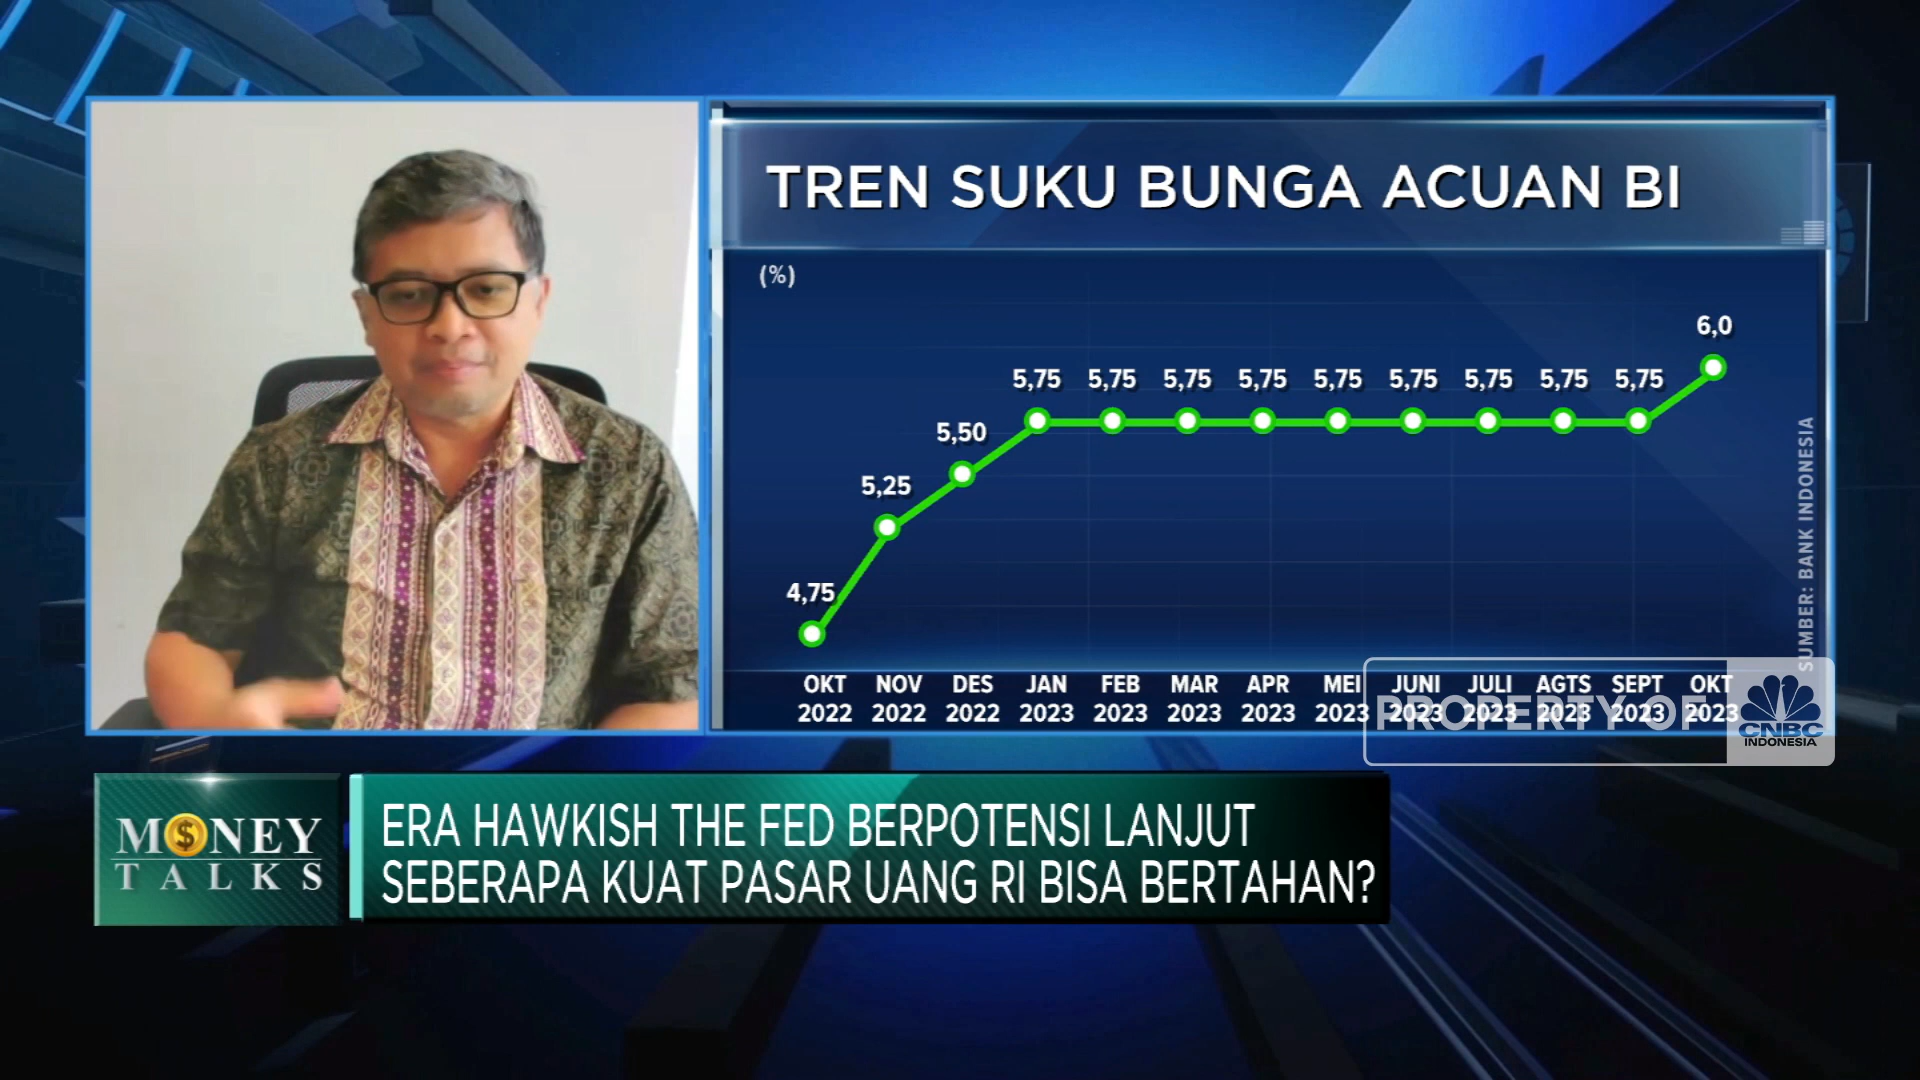 TREN SUKU BUNGA ACUAN BI
(%)
4,75
5,25
5,50
5,75
5,75
5,75
5,75
5,75
5,75
5,75
5,75
5,75
6,0
OKT 2022
NOV 2022
DES 2022
JAN 2023
FEB 2023
MAR 2023
APR 2023
MEI 2023
JUNI 2023
JULI 2023
AGTS 2023
SEPT 2023
OKT 2023
SUMBER: BANK INDONESIA
PROPERTY OF
CNBC
INDONESIA
MONEY
TALKS
ERA HAWKISH THE FED BERPOTENSI LANJUT
SEBERAPA KUAT PASAR UANG RI BISA BERTAHAN?